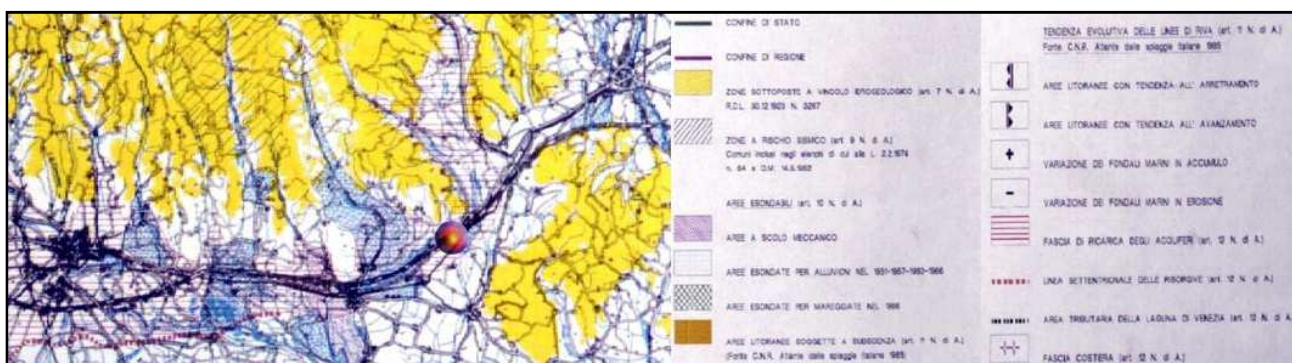 CONFINE DI STATO
CONFINE DI REGIONE
ZONE SOTTOPOSTE A VINCOLO IDROGEOLOGICO (art. 7 N. di A.)
R.D.L. 30.12.1923 N. 3267
ZONE A RISCHIO SISMICO (art. 9 N. di A.)
Comuni inclusi negli elenchi di cui alla L. 2.2.1974
n. 64 e D.M. 14.5.1982
AREE ESONDABILI (art. 10 N. di A.)
AREE A SCOLO MECCANICO
AREE ESONDATE PER ALLUVIONI NEL 1951-1957-1960-1966
AREE ESONDATE PER MAREGGIATE NEL 1966
AREE LITORANEE SOGGETTE A SUBSIDENZA (art. 11 N. di A.)
(Fonte C.N.R. Atlante delle spiagge italiane 1985)
TENDENZA EVOLUTIVA DELLE LINEE DI RIVA (art. 11 N. di A.)
Fonte C.N.R. Atlante delle spiagge italiane 1985
AREE LITORANEE CON TENDENZA ALL' ARRETRAMENTO
AREE LITORANEE CON TENDENZA ALL' AVANZAMENTO
VARIAZIONE DEI FONDALI MARINI IN ACCUMULO
VARIAZIONE DEI FONDALI MARINI IN EROSIONE
FASCIA DI RICARICA DEGLI ACQUIFERI (art. 12 N. di A.)
LINEA SETTENTRIONALE DELLE RISORGIVE (art. 12 N. di A.)
AREA TRIBUTARIA DELLA LAGUNA DI VENEZIA (art. 12 N. di A.)
FASCIA COSTIERA (art. 12 N. di A.)